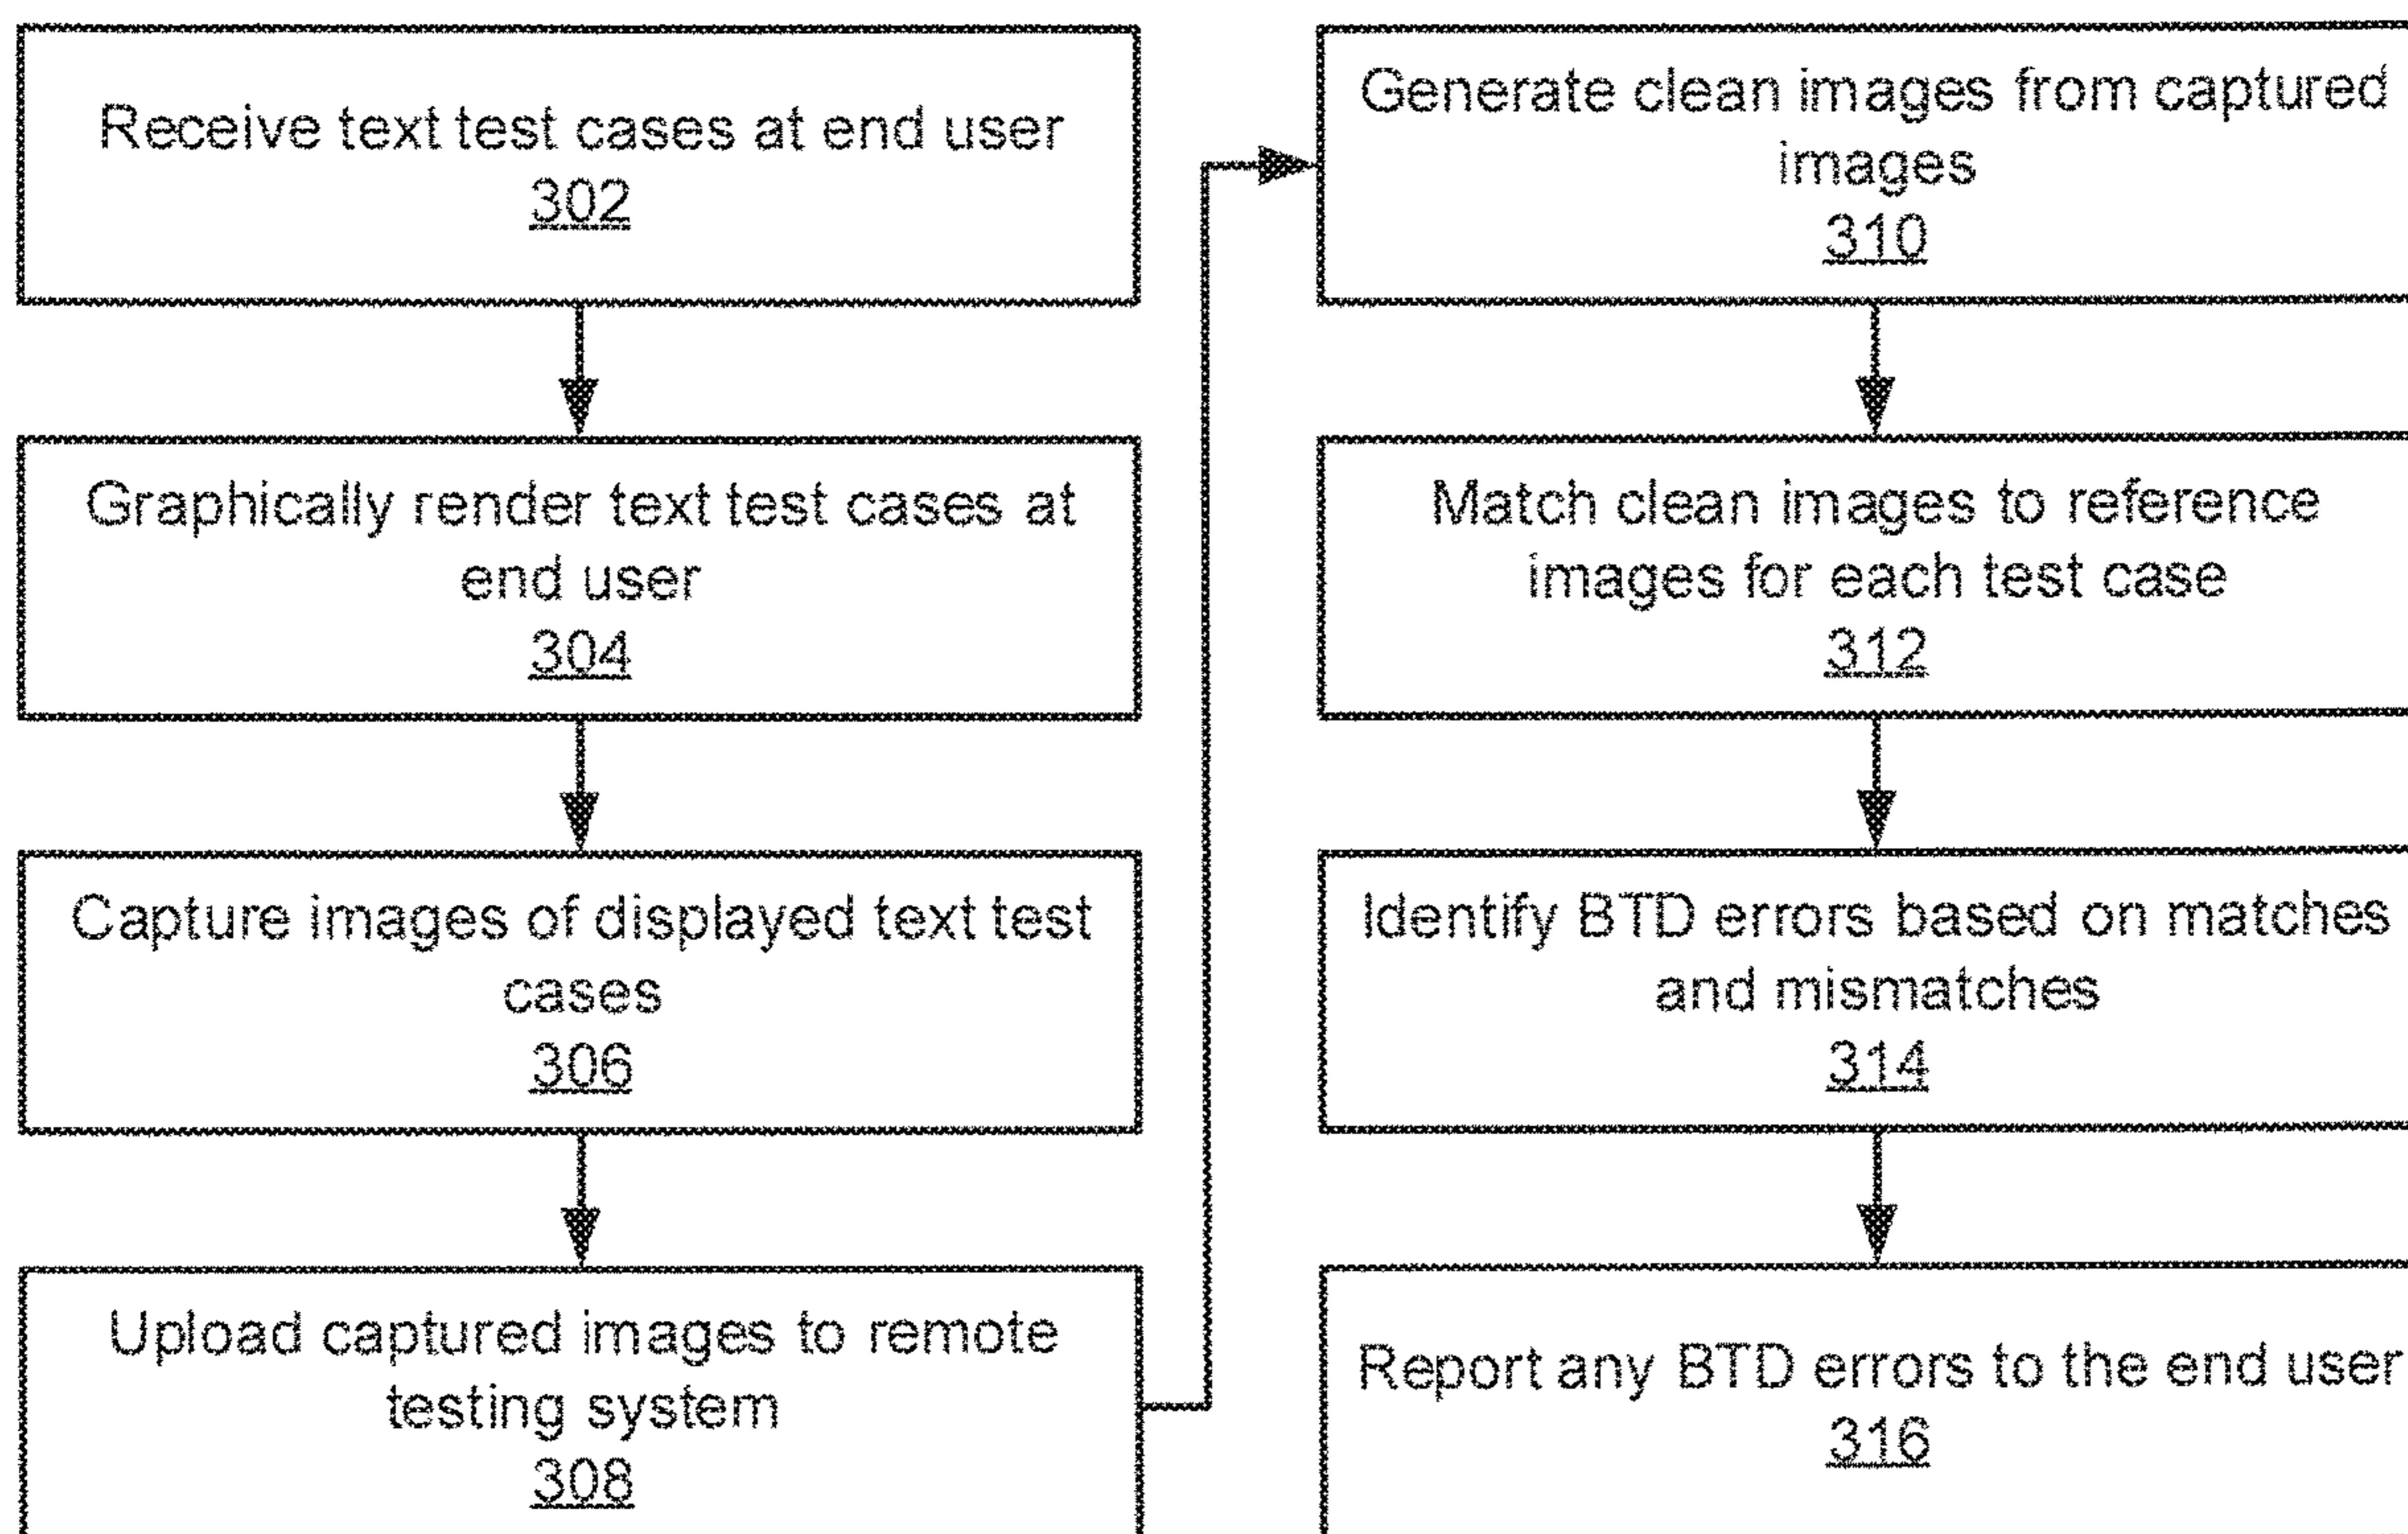 Receive text test cases at end user
302
Graphically render text test cases at
end user
304
Capture images of displayed text test
cases
306
Upload captured images to remote
testing system
308
Generate clean images from captured
images
310
Match clean images to reference
images for each test case
312
Identify BTD errors based on matches
and mismatches
314
Report any BTD errors to the end user
316